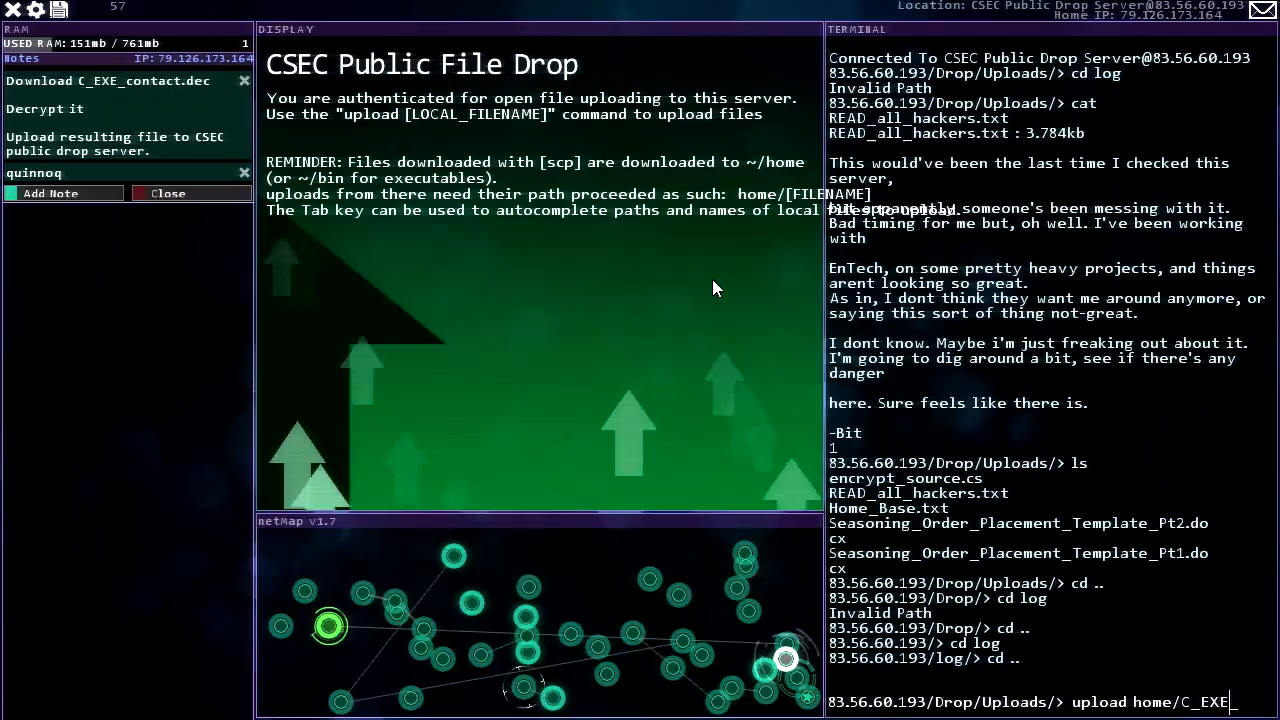 57
Location: CSEC Public Drop Server@83.56.60.193
Home IP: 79.126.173.164
RAM
USED RAM: 151mb / 761mb 1
Notes IP: 79.126.173.164
Download C_EXE_contact.dec
Decrypt it
Upload resulting file to CSEC
public drop server.
quinnoq
Add Note Close
DISPLAY
CSEC Public File Drop
You are authenticated for open file uploading to this server.
Use the "upload [LOCAL_FILENAME]" command to upload files
REMINDER: Files downloaded with [scp] are downloaded to ~/home
(or ~/bin for executables).
uploads from there need their path proceeded as such: home/[FILENAME]
The Tab key can be used to autocomplete paths and names of local files to upload.
netMap v1.7
TERMINAL
Connected To CSEC Public Drop Server@83.56.60.193
83.56.60.193/Drop/Uploads/> cd log
Invalid Path
83.56.60.193/Drop/Uploads/> cat
READ_all_hackers.txt
READ_all_hackers.txt : 3.784kb
This would've been the last time I checked this
server,
but apparently someone's been messing with it.
Bad timing for me but, oh well. I've been working
with
EnTech, on some pretty heavy projects, and things
arent looking so great.
As in, I dont think they want me around anymore, or
saying this sort of thing not-great.
I dont know. Maybe i'm just freaking out about it.
I'm going to dig around a bit, see if there's any
danger
here. Sure feels like there is.
-Bit
1
83.56.60.193/Drop/Uploads/> ls
encrypt_source.cs
READ_all_hackers.txt
Home_Base.txt
Seasoning_Order_Placement_Template_Pt2.do
cx
Seasoning_Order_Placement_Template_Pt1.do
cx
83.56.60.193/Drop/Uploads/> cd ..
83.56.60.193/Drop/> cd log
Invalid Path
83.56.60.193/Drop/> cd ..
83.56.60.193/> cd log
83.56.60.193/log/> cd ..
83.56.60.193/Drop/Uploads/> upload home/C_EXE_